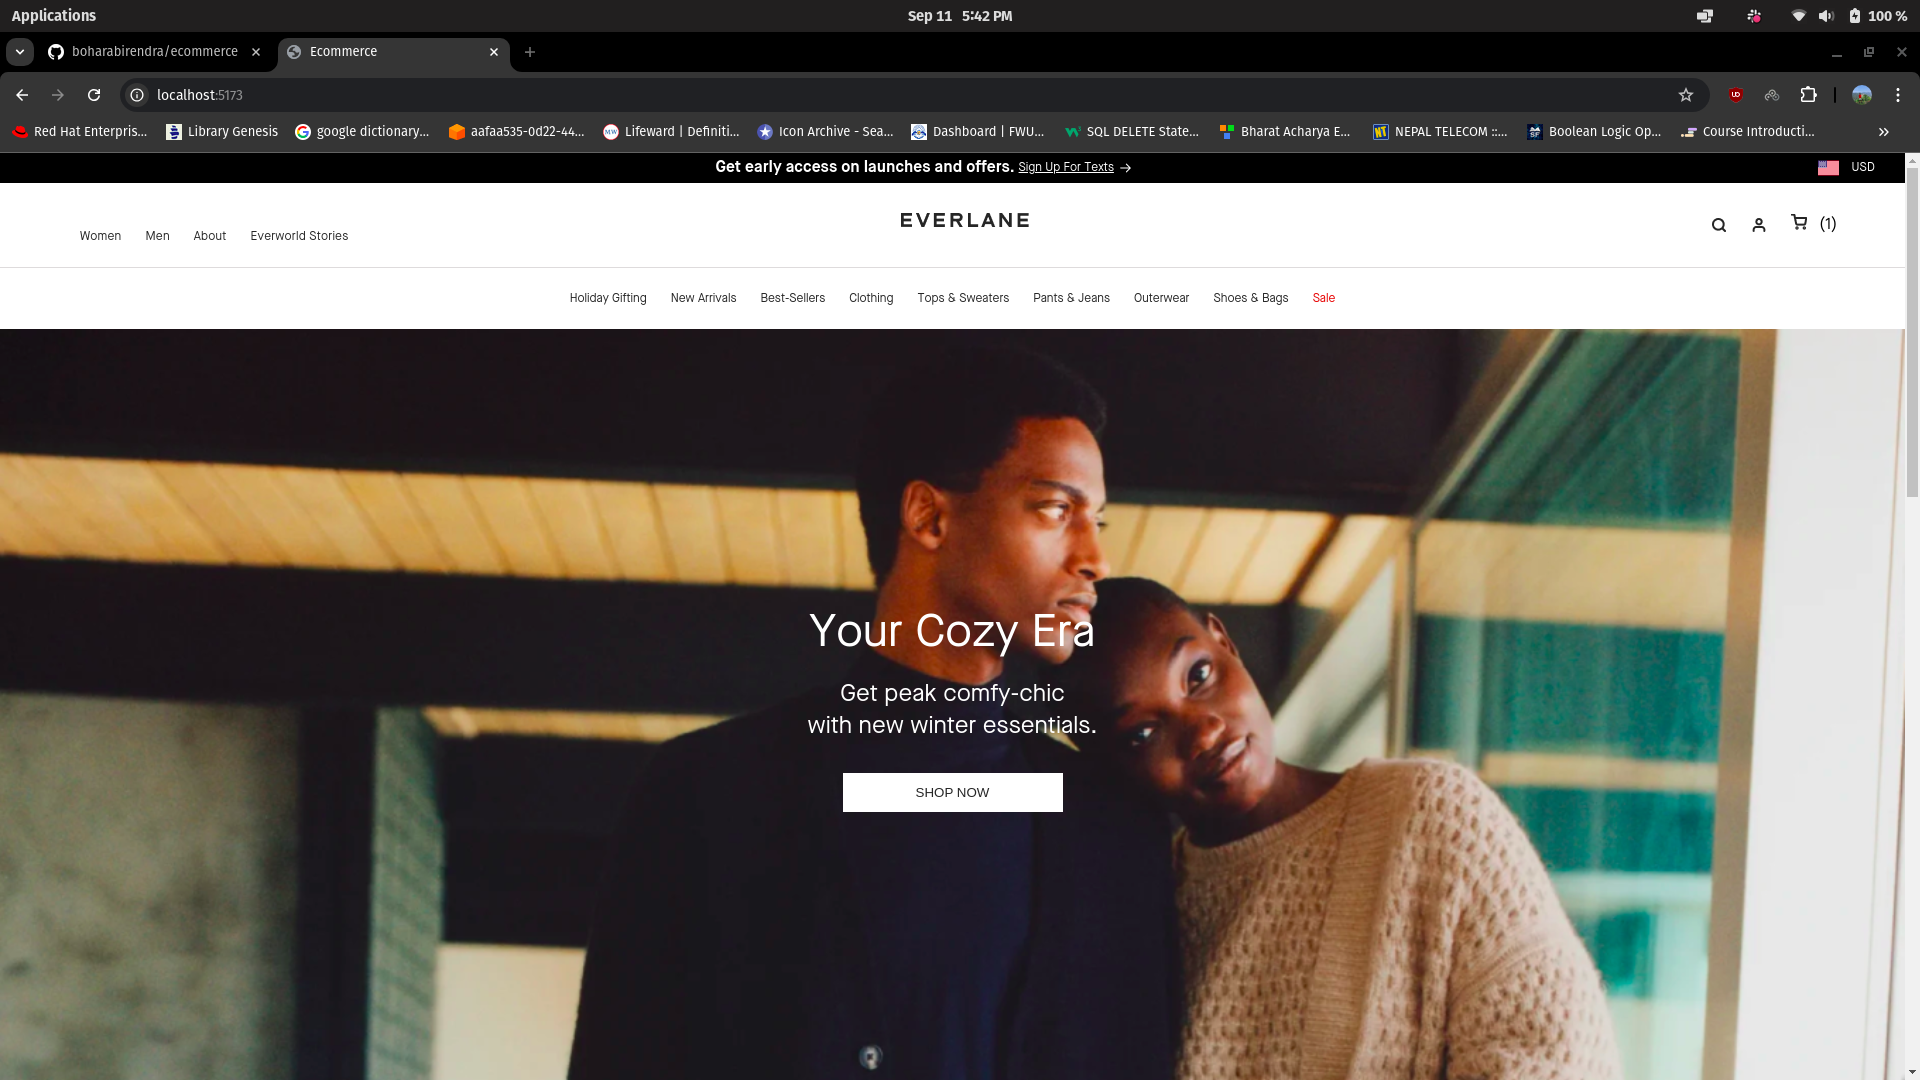 Applications
Sep 11 5:42 PM
100 %
boharabirendra/ecommerce
Ecommerce
localhost:5173
Red Hat Enterpris...
Library Genesis
google dictionary...
aafaa535-0d22-44...
Lifeward | Definiti...
Icon Archive - Sea...
Dashboard | FWU...
SQL DELETE State...
Bharat Acharya E...
NEPAL TELECOM ::...
Boolean Logic Op...
Course Introducti...
Get early access on launches and offers. Sign Up For Texts →
USD
Women Men About Everworld Stories
EVERLANE
(1)
Holiday Gifting New Arrivals Best-Sellers Clothing Tops & Sweaters Pants & Jeans Outerwear Shoes & Bags Sale
Your Cozy Era
Get peak comfy-chic
with new winter essentials.
SHOP NOW